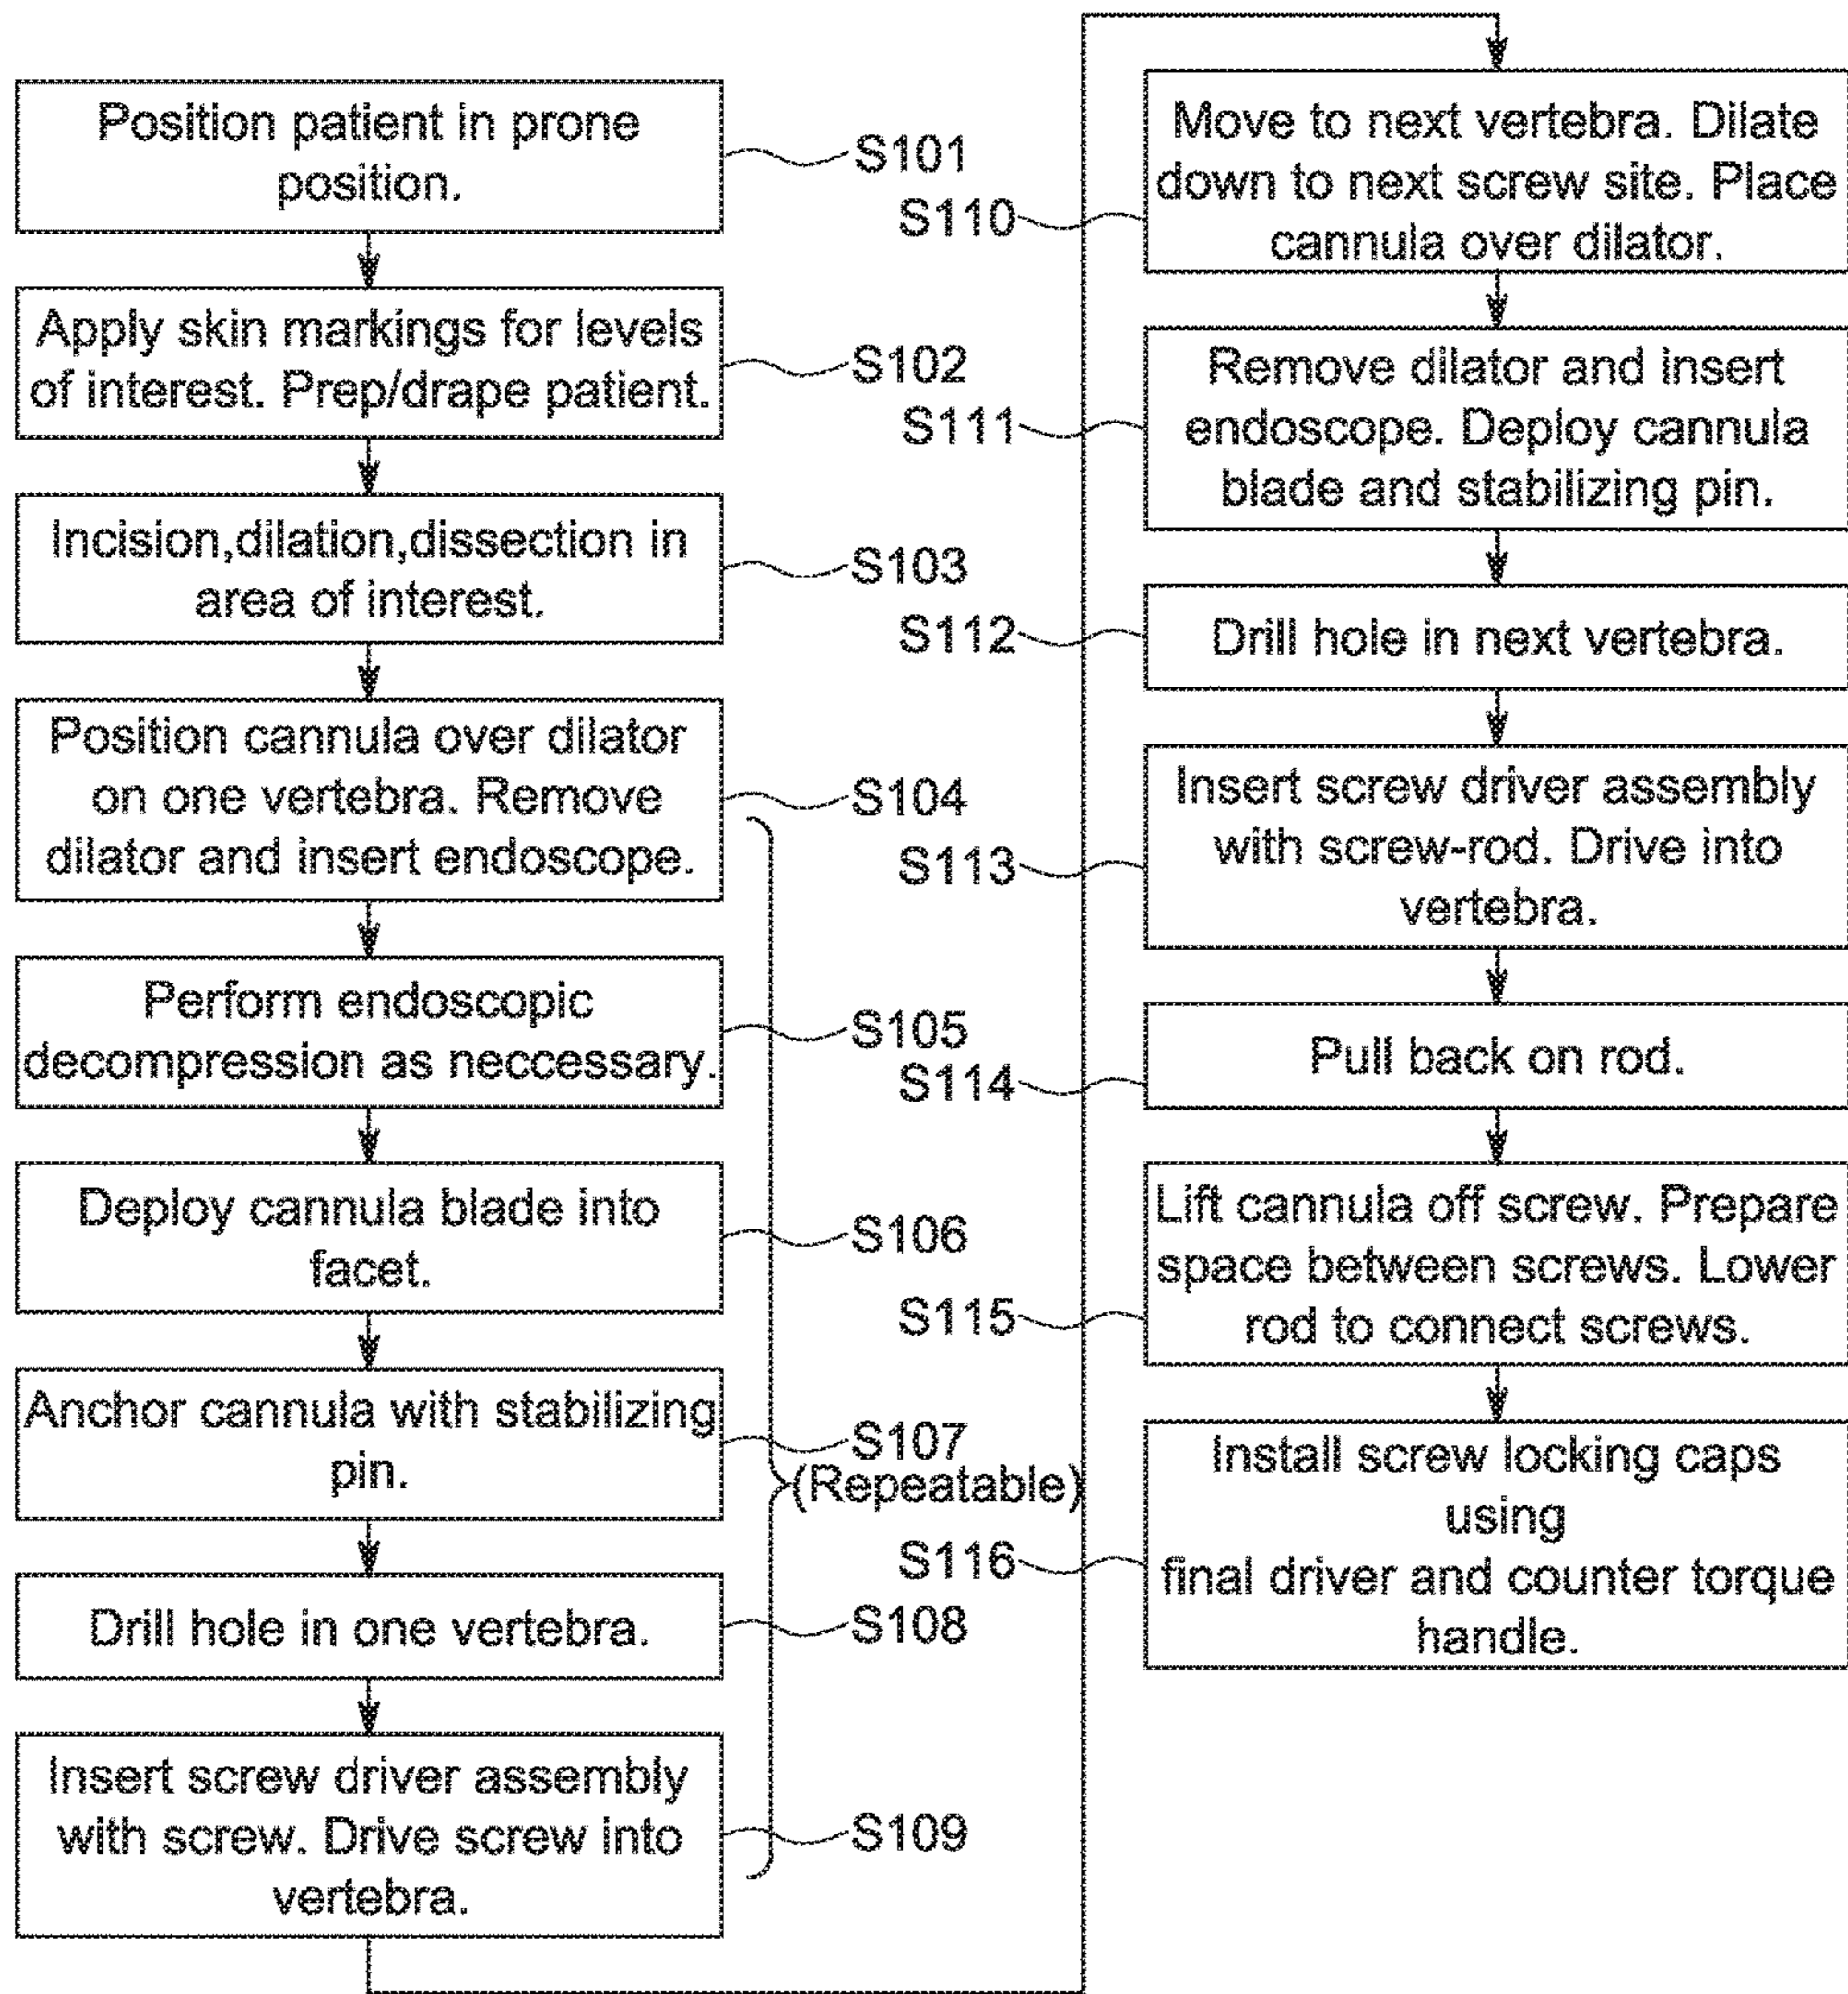 Position patient in prone
position.
S101
Apply skin markings for levels
of interest. Prep/drape patient.
S102
Incision,dilation,dissection in
area of interest.
S103
Position cannula over dilator
on one vertebra. Remove
dilator and insert endoscope.
S104
Perform endoscopic
decompression as neccessary.
S105
Deploy cannula blade into
facet.
S106
Anchor cannula with stabilizing
pin.
S107
(Repeatable)
Drill hole in one vertebra.
S108
Insert screw driver assembly
with screw. Drive screw into
vertebra.
S109
Move to next vertebra. Dilate
down to next screw site. Place
cannula over dilator.
S110
Remove dilator and insert
endoscope. Deploy cannula
blade and stabilizing pin.
S111
Drill hole in next vertebra.
S112
Insert screw driver assembly
with screw-rod. Drive into
vertebra.
S113
Pull back on rod.
S114
Lift cannula off screw. Prepare
space between screws. Lower
rod to connect screws.
S115
Install screw locking caps
using
final driver and counter torque
handle.
S116